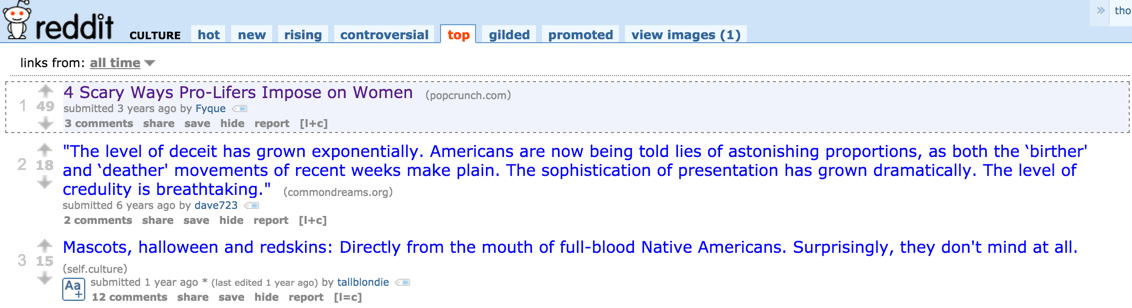 reddit CULTURE hot new rising controversial top gilded promoted view images (1) » tho
links from: all time
1 49 4 Scary Ways Pro-Lifers Impose on Women (popcrunch.com)
submitted 3 years ago by Fyque
3 comments share save hide report [l+c]
"The level of deceit has grown exponentially. Americans are now being told lies of astonishing proportions, as both the ‘birther'
2 18 and ‘deather' movements of recent weeks make plain. The sophistication of presentation has grown dramatically. The level of
credulity is breathtaking." (commondreams.org)
submitted 6 years ago by dave723
2 comments share save hide report [l+c]
Mascots, halloween and redskins: Directly from the mouth of full-blood Native Americans. Surprisingly, they don't mind at all.
3 15 (self.culture)
Aa+ submitted 1 year ago * (last edited 1 year ago) by tallblondie
12 comments share save hide report [l=c]